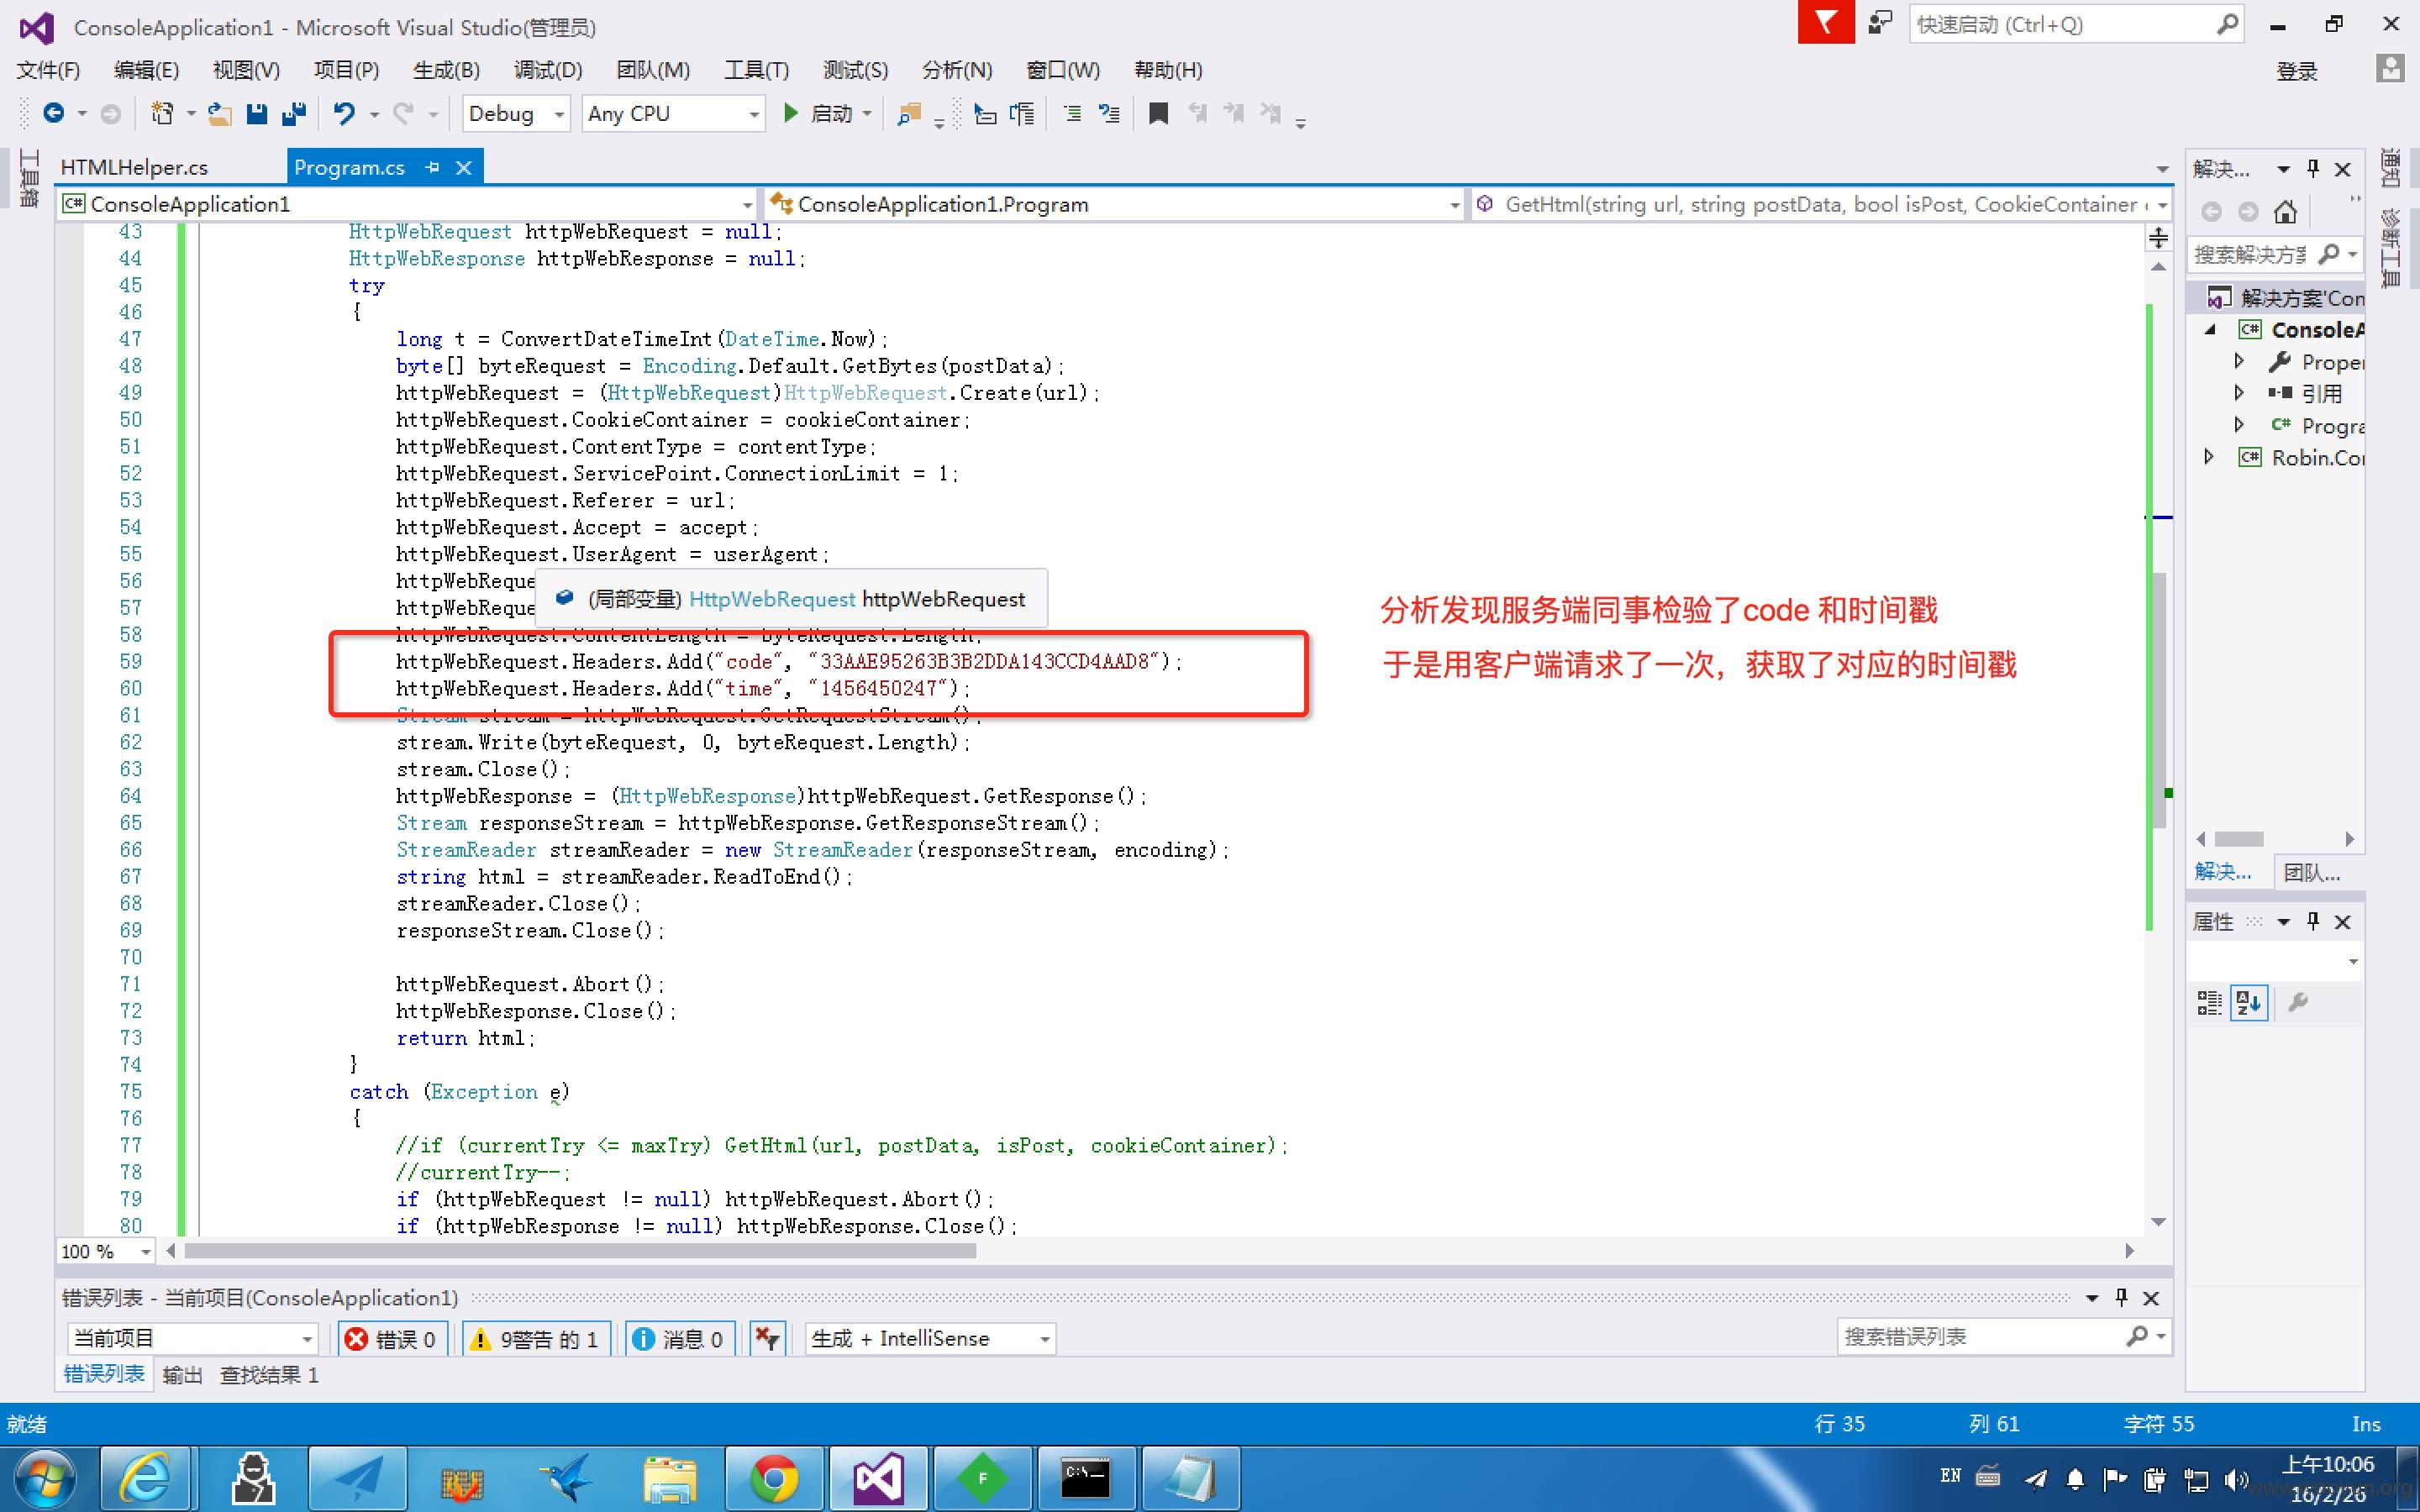 ConsoleApplication1 - Microsoft Visual Studio(管理员)
快速启动 (Ctrl+Q)
文件(F) 编辑(E) 视图(V) 项目(P) 生成(B) 调试(D) 团队(M) 工具(T) 测试(S) 分析(N) 窗口(W) 帮助(H)
登录
Debug Any CPU 启动
工具箱
HTMLHelper.cs Program.cs
ConsoleApplication1 ConsoleApplication1.Program GetHtml(string url, string postData, bool isPost, CookieContainer
43 HttpWebRequest httpWebRequest = null;
44 HttpWebResponse httpWebResponse = null;
45 try
46 {
47 long t = ConvertDateTimeInt(DateTime.Now);
48 byte[] byteRequest = Encoding.Default.GetBytes(postData);
49 httpWebRequest = (HttpWebRequest)HttpWebRequest.Create(url);
50 httpWebRequest.CookieContainer = cookieContainer;
51 httpWebRequest.ContentType = contentType;
52 httpWebRequest.ServicePoint.ConnectionLimit = 1;
53 httpWebRequest.Referer = url;
54 httpWebRequest.Accept = accept;
55 httpWebRequest.UserAgent = userAgent;
56 httpWebReque
57 httpWebReque
(局部变量) HttpWebRequest httpWebRequest
58 httpWebRequest.ContentLength = byteRequest.Length;
59 httpWebRequest.Headers.Add("code", "33AAE95263B3B2DDA143CCD4AAD8");
60 httpWebRequest.Headers.Add("time", "1456450247");
61 Stream stream = httpWebRequest.GetRequestStream();
62 stream.Write(byteRequest, 0, byteRequest.Length);
63 stream.Close();
64 httpWebResponse = (HttpWebResponse)httpWebRequest.GetResponse();
65 Stream responseStream = httpWebResponse.GetResponseStream();
66 StreamReader streamReader = new StreamReader(responseStream, encoding);
67 string html = streamReader.ReadToEnd();
68 streamReader.Close();
69 responseStream.Close();
70
71 httpWebRequest.Abort();
72 httpWebResponse.Close();
73 return html;
74 }
75 catch (Exception e)
76 {
77 //if (currentTry <= maxTry) GetHtml(url, postData, isPost, cookieContainer);
78 //currentTry--;
79 if (httpWebRequest != null) httpWebRequest.Abort();
80 if (httpWebResponse != null) httpWebResponse.Close();
分析发现服务端同事检验了code 和时间戳
于是用客户端请求了一次，获取了对应的时间戳
100 %
解决...
搜索解决方案
解决方案'Con
ConsoleA
Proper
引用
C# Progra
Robin.Co
解决... 团队...
属性
通知
诊断工具
错误列表 - 当前项目(ConsoleApplication1)
当前项目 错误 0 9警告 的 1 消息 0 生成 + IntelliSense 搜索错误列表
错误列表 输出 查找结果 1
就绪 行 35 列 61 字符 55 Ins
EN 上午10:06
16/2/26